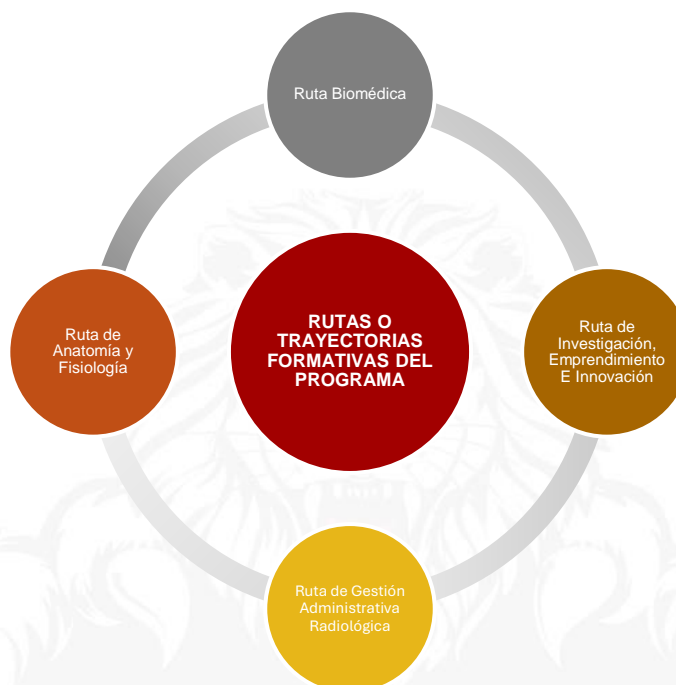 Ruta Biomédica
RUTAS O
TRAYECTORIAS
FORMATIVAS DEL
PROGRAMA
Ruta de
Anatomía y
Fisiología
Ruta de
Investigación,
Emprendimiento
E Innovación
Ruta de Gestión
Administrativa
Radiológica